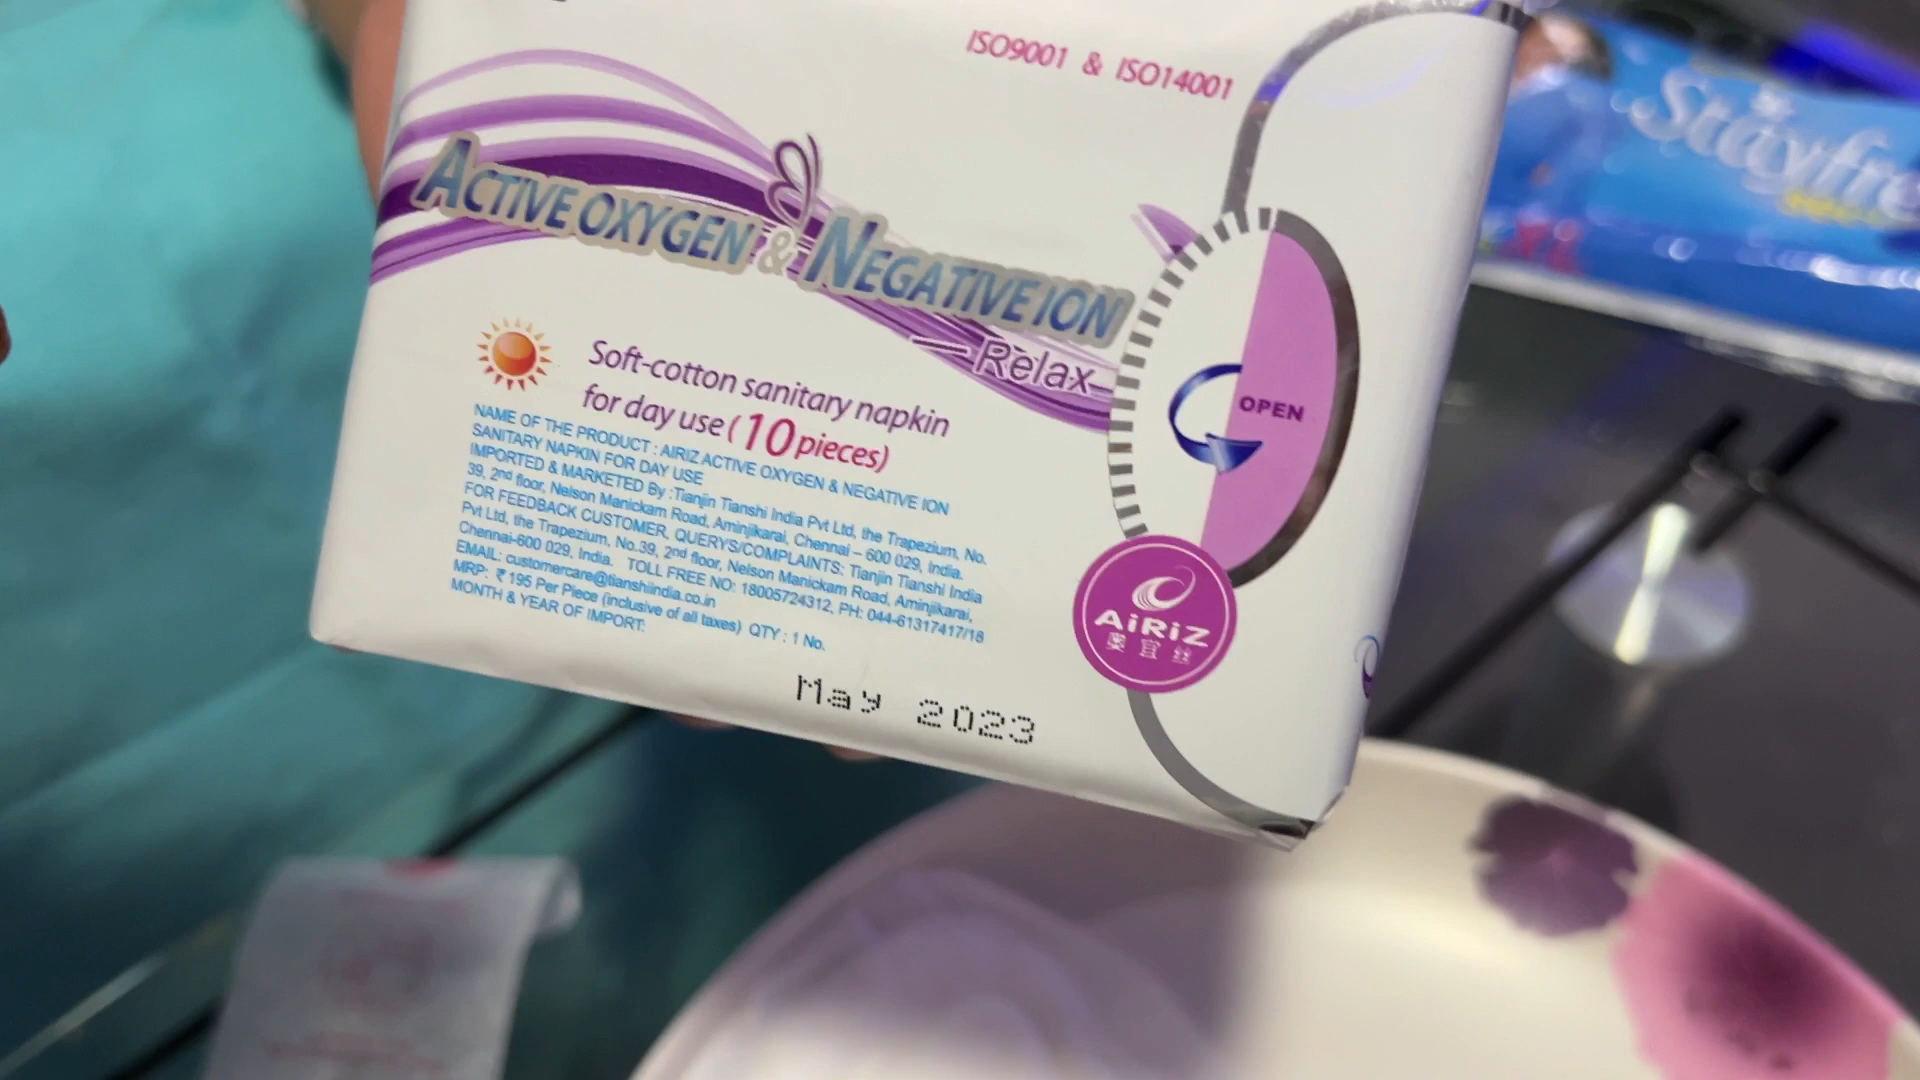 ISO9001 & ISO14001
ACTIVE OXYGEN & NEGATIVE ION
Relax
Soft-cotton sanitary napkin
for day use (10pieces)
NAME OF THE PRODUCT : AIRIZ ACTIVE OXYGEN & NEGATIVE ION
SANITARY NAPKIN FOR DAY USE
IMPORTED & MARKETED By :Tianjin Tianshi India Pvt Ltd, the Trapezium, No.
39, 2nd floor, Nelson Manickam Road, Aminjikarai, Chennai – 600 029, India.
FOR FEEDBACK CUSTOMER, QUERYS/COMPLAINTS: Tianjin Tianshi India
Pvt Ltd, the Trapezium, No.39, 2nd floor, Nelson Manickam Road, Aminjikarai,
Chennai-600 029, India. TOLL FREE NO: 18005724312, PH: 044-61317417/18
EMAIL: customercare@tianshiindia.co.in
MRP: ₹ 195 Per Piece (inclusive of all taxes) QTY : 1 No.
MONTH & YEAR OF IMPORT:
May 2023
OPEN
AiRiZ
奥宜丝
Stayfre